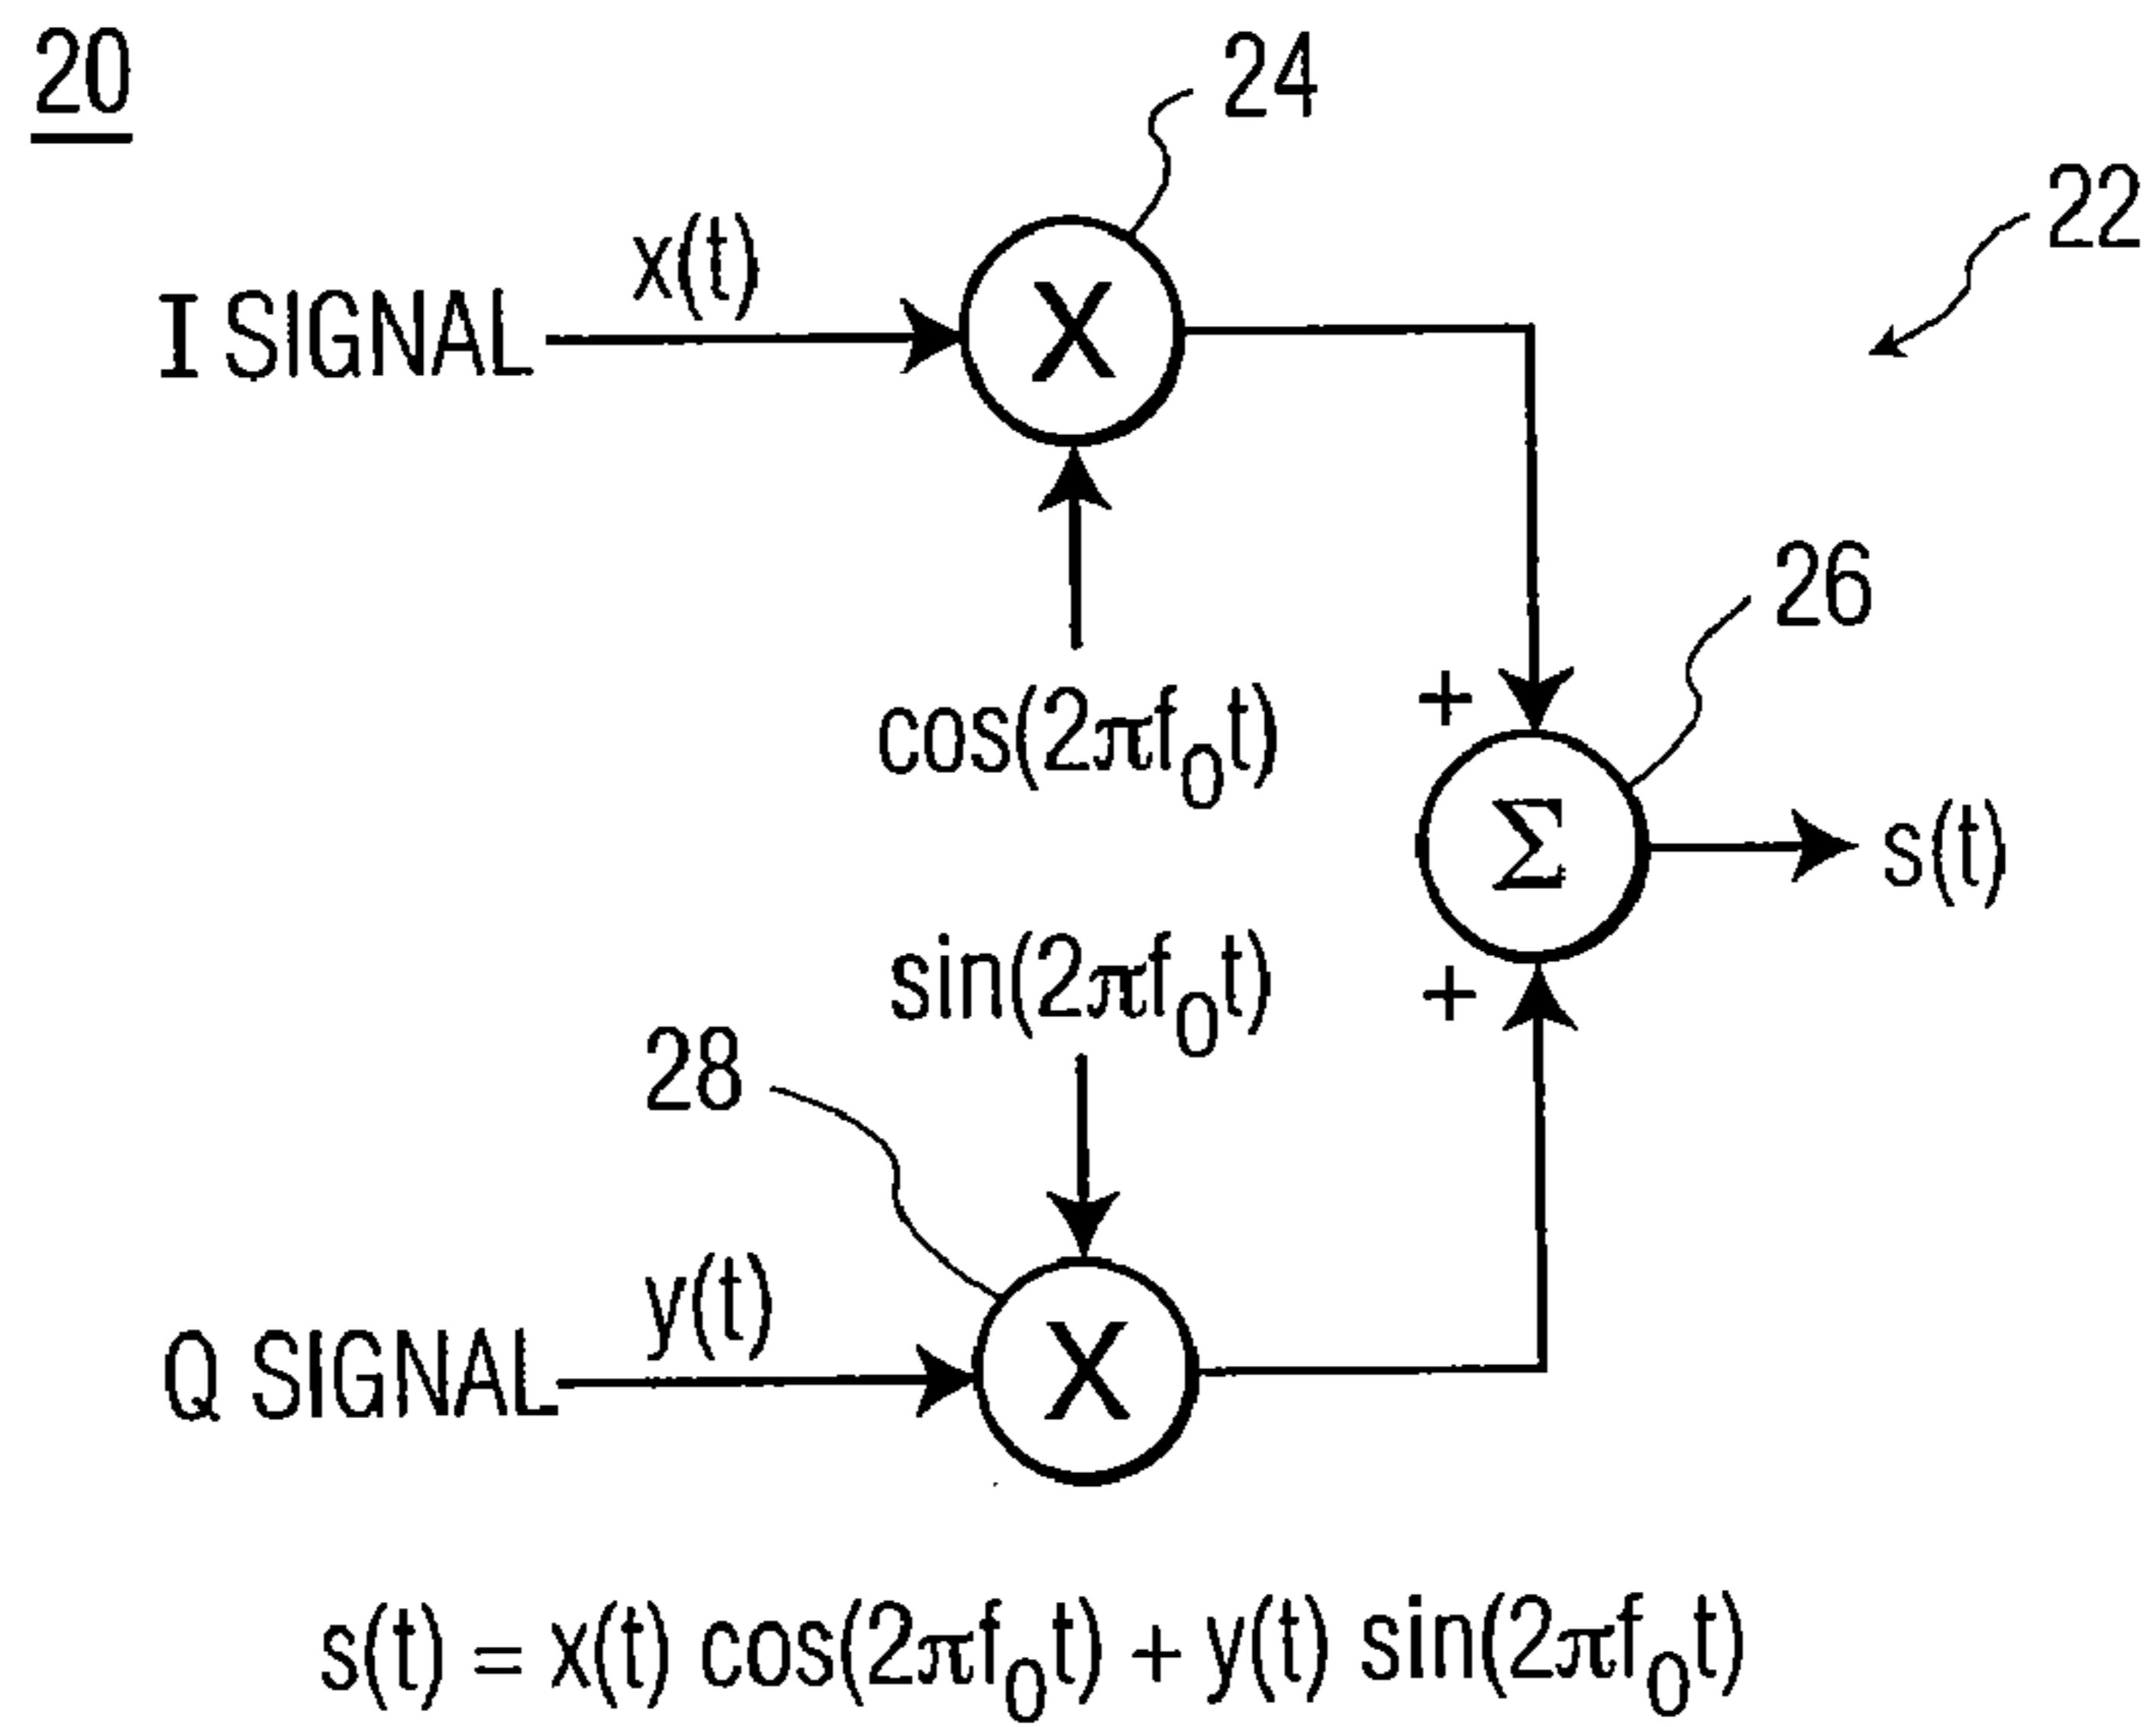 20
24
22
x(t)
I SIGNAL
X
cos(2πf₀t)
26
+
Σ
s(t)
sin(2πf₀t)
+
28
y(t)
Q SIGNAL
X
s(t) = x(t) cos(2πf₀t) + y(t) sin(2πf₀t)